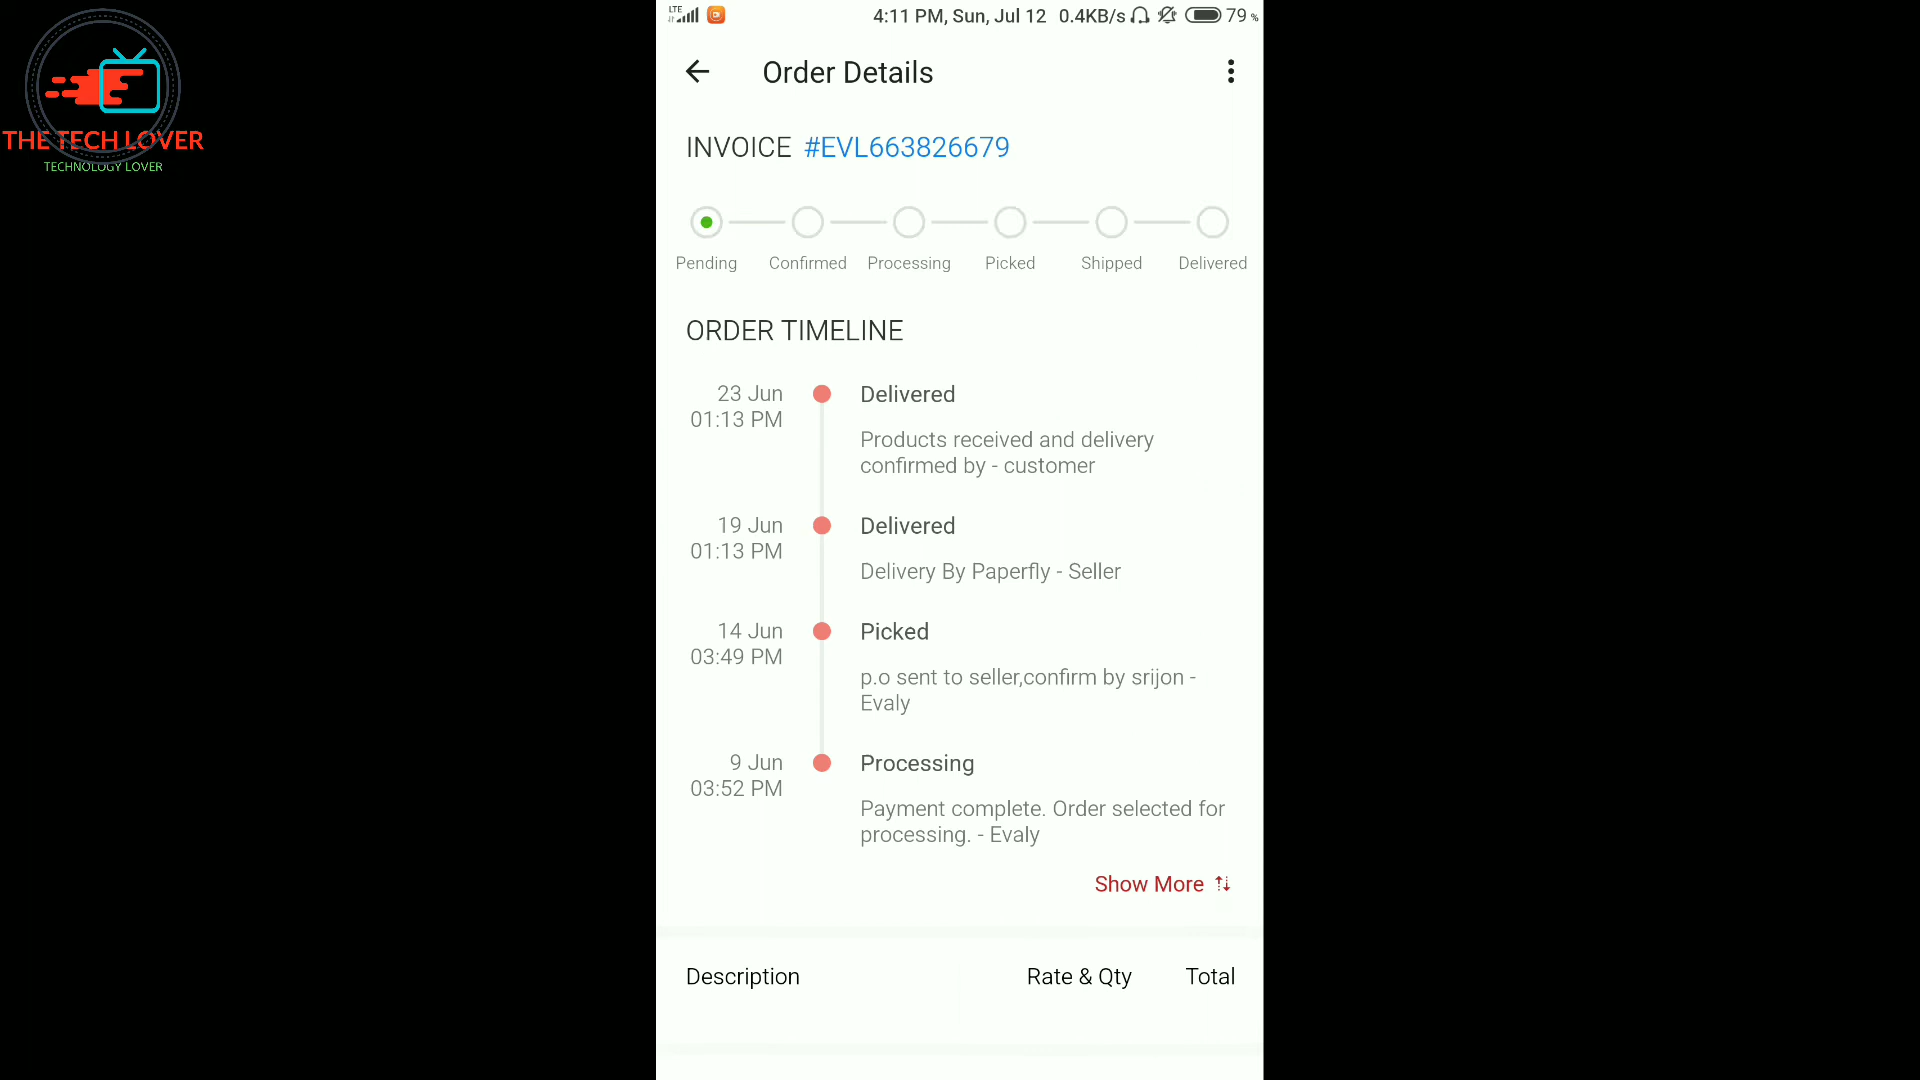 THE TECH LOVER
TECHNOLOGY LOVER
LTE
4:11 PM, Sun, Jul 12 0.4KB/s 79 %
Order Details
INVOICE #EVL663826679
Pending Confirmed Processing Picked Shipped Delivered
ORDER TIMELINE
23 Jun Delivered
01:13 PM
Products received and delivery
confirmed by - customer
19 Jun Delivered
01:13 PM
Delivery By Paperfly - Seller
14 Jun Picked
03:49 PM
p.o sent to seller,confirm by srijon -
Evaly
9 Jun Processing
03:52 PM
Payment complete. Order selected for
processing. - Evaly
Show More
Description Rate & Qty Total